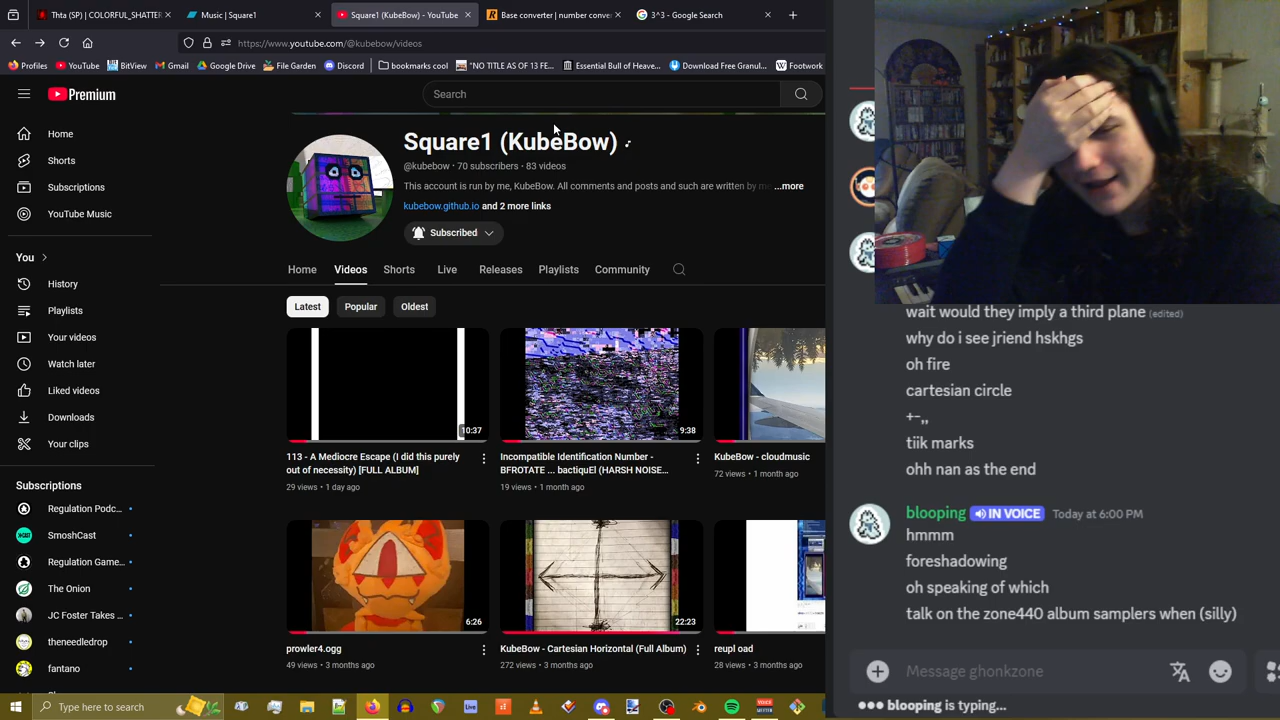 Thta (SP) | COLORFUL_SHATTER
Music | Square1
Square1 (KubeBow) - YouTube
Base converter | number conver
3^3 - Google Search
https://www.youtube.com/@kubebow/videos
Profiles
YouTube
BitView
Gmail
Google Drive
File Garden
Discord
bookmarks cool
"NO TITLE AS OF 13 FE...
Essential Bull of Heave...
Download Free Granul...
Footwork
Premium
Search
Home
Shorts
Subscriptions
YouTube Music
You
History
Playlists
Your videos
Watch later
Liked videos
Downloads
Your clips
Subscriptions
Regulation Podc...
SmoshCast
Regulation Game...
The Onion
JC Foster Takes...
theneedledrop
fantano
Square1 (KubeBow)
@kubebow · 70 subscribers · 83 videos
This account is run by me, KubeBow. All comments and posts and such are written by me ...more
kubebow.github.io and 2 more links
Subscribed
Home
Videos
Shorts
Live
Releases
Playlists
Community
Latest
Popular
Oldest
10:37
9:38
113 - A Mediocre Escape (I did this purely
out of necessity) [FULL ALBUM]
29 views • 1 day ago
Incompatible Identification Number -
BFROTATE ... bactiquEl (HARSH NOISE...
19 views • 1 month ago
KubeBow - cloudmusic
72 views • 1 month ago
6:26
22:23
prowler4.ogg
49 views • 3 months ago
KubeBow - Cartesian Horizontal (Full Album)
272 views • 3 months ago
reupl oad
28 views • 3 months ago
wait would they imply a third plane (edited)
why do i see jriend hskhgs
oh fire
cartesian circle
+-,,
tiik marks
ohh nan as the end
blooping IN VOICE Today at 6:00 PM
hmmm
foreshadowing
oh speaking of which
talk on the zone440 album samplers when (silly)
Message ghonkzone
blooping is typing...
Type here to search